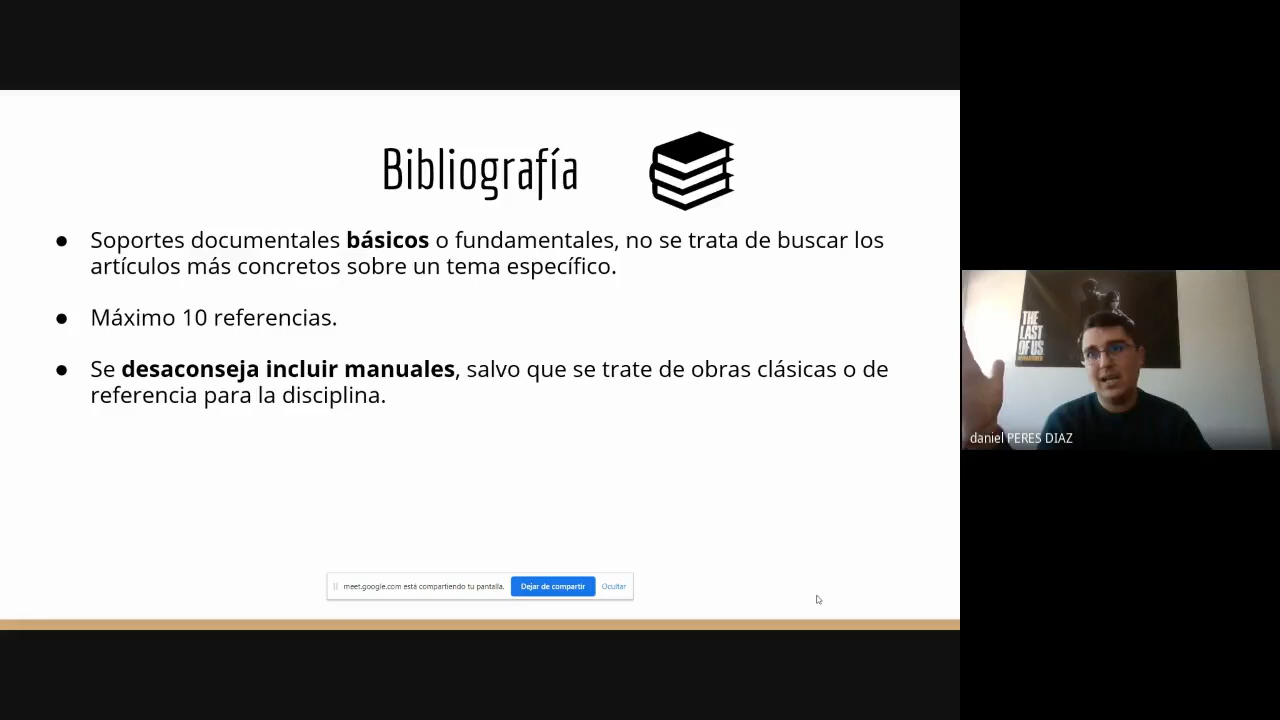 Bibliografía
● Soportes documentales básicos o fundamentales, no se trata de buscar los
artículos más concretos sobre un tema específico.
● Máximo 10 referencias.
● Se desaconseja incluir manuales, salvo que se trate de obras clásicas o de
referencia para la disciplina.
meet.google.com está compartiendo tu pantalla. Dejar de compartir Ocultar
THE
LAST
OF US
daniel PERES DIAZ